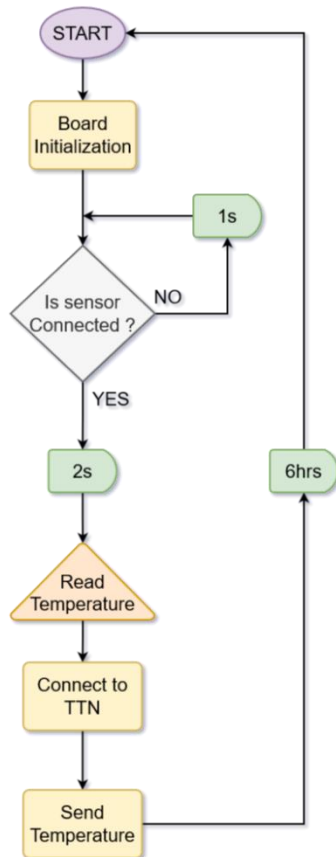 START
Board
Initialization
1s
Is sensor
Connected ?
NO
YES
2s
6hrs
Read
Temperature
Connect to
TTN
Send
Temperature